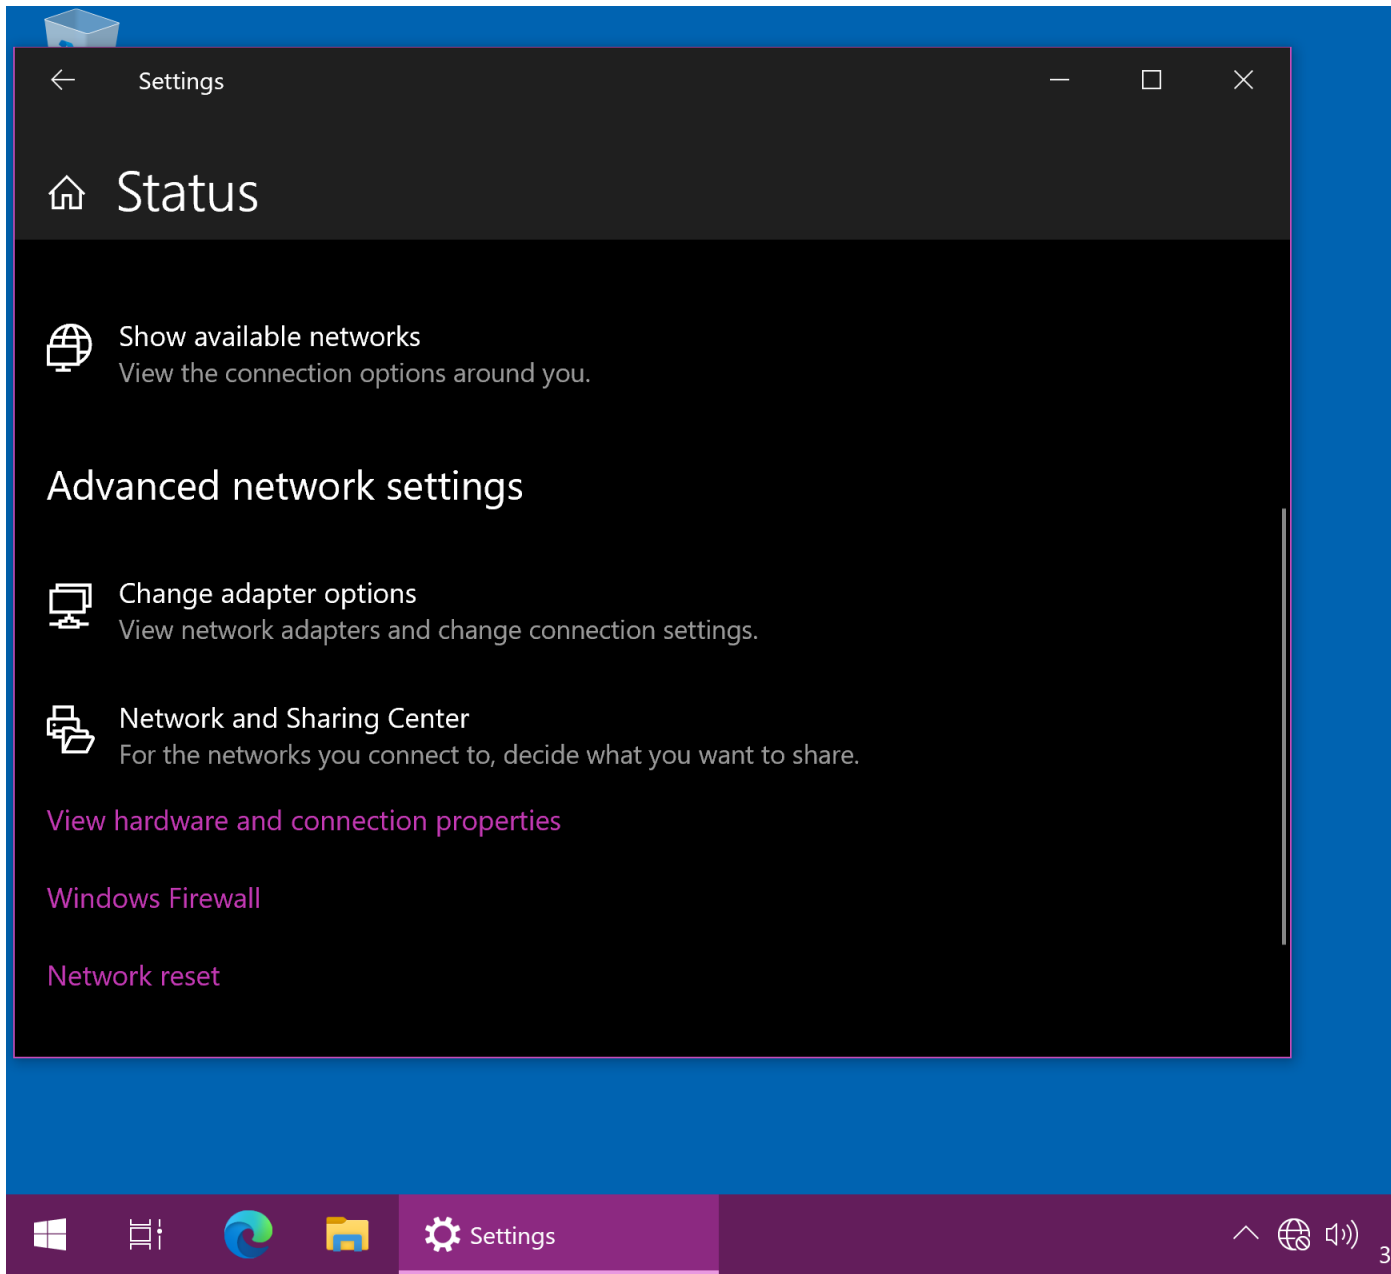 Settings
Status
Show available networks
View the connection options around you.
Advanced network settings
Change adapter options
View network adapters and change connection settings.
Network and Sharing Center
For the networks you connect to, decide what you want to share.
View hardware and connection properties
Windows Firewall
Network reset
Settings
3